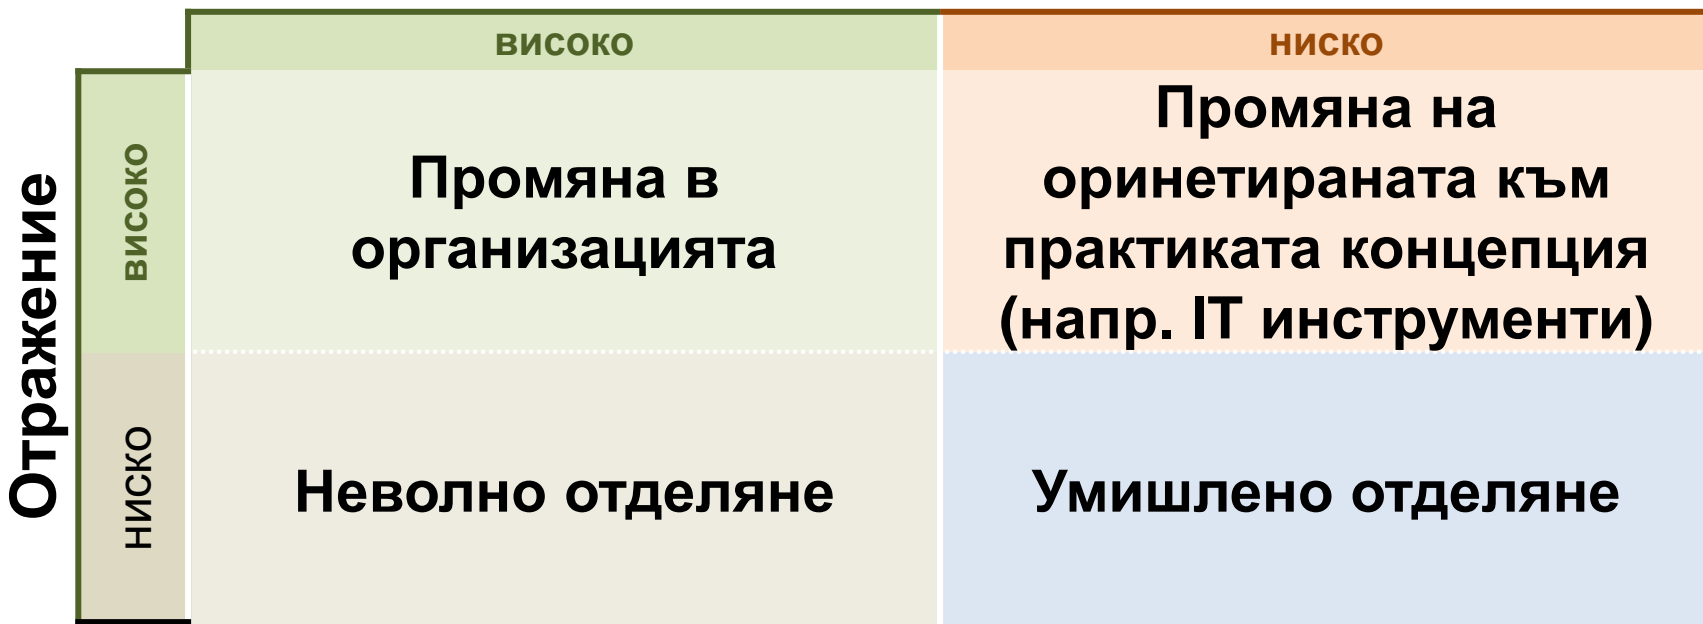 високо
ниско
Отражение
високо
Промяна в
организацията
Промяна на
оринетираната към
практиката концепция
(напр. IT инструменти)
ниско
Неволно отделяне
Умишлено отделяне